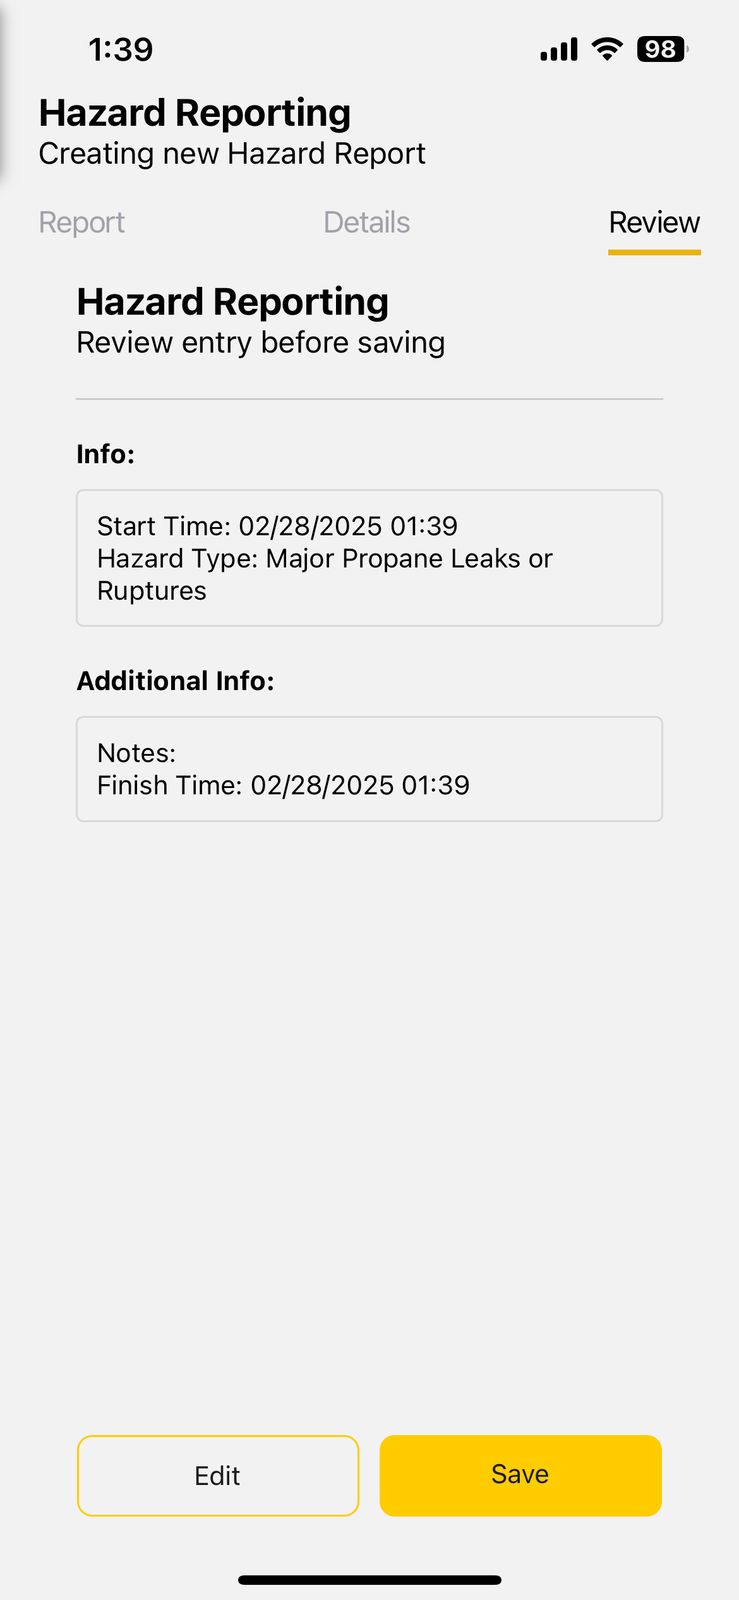 1:39
98
Hazard Reporting
Creating new Hazard Report
Report Details Review
Hazard Reporting
Review entry before saving
Info:
Start Time: 02/28/2025 01:39
Hazard Type: Major Propane Leaks or
Ruptures
Additional Info:
Notes:
Finish Time: 02/28/2025 01:39
Edit Save